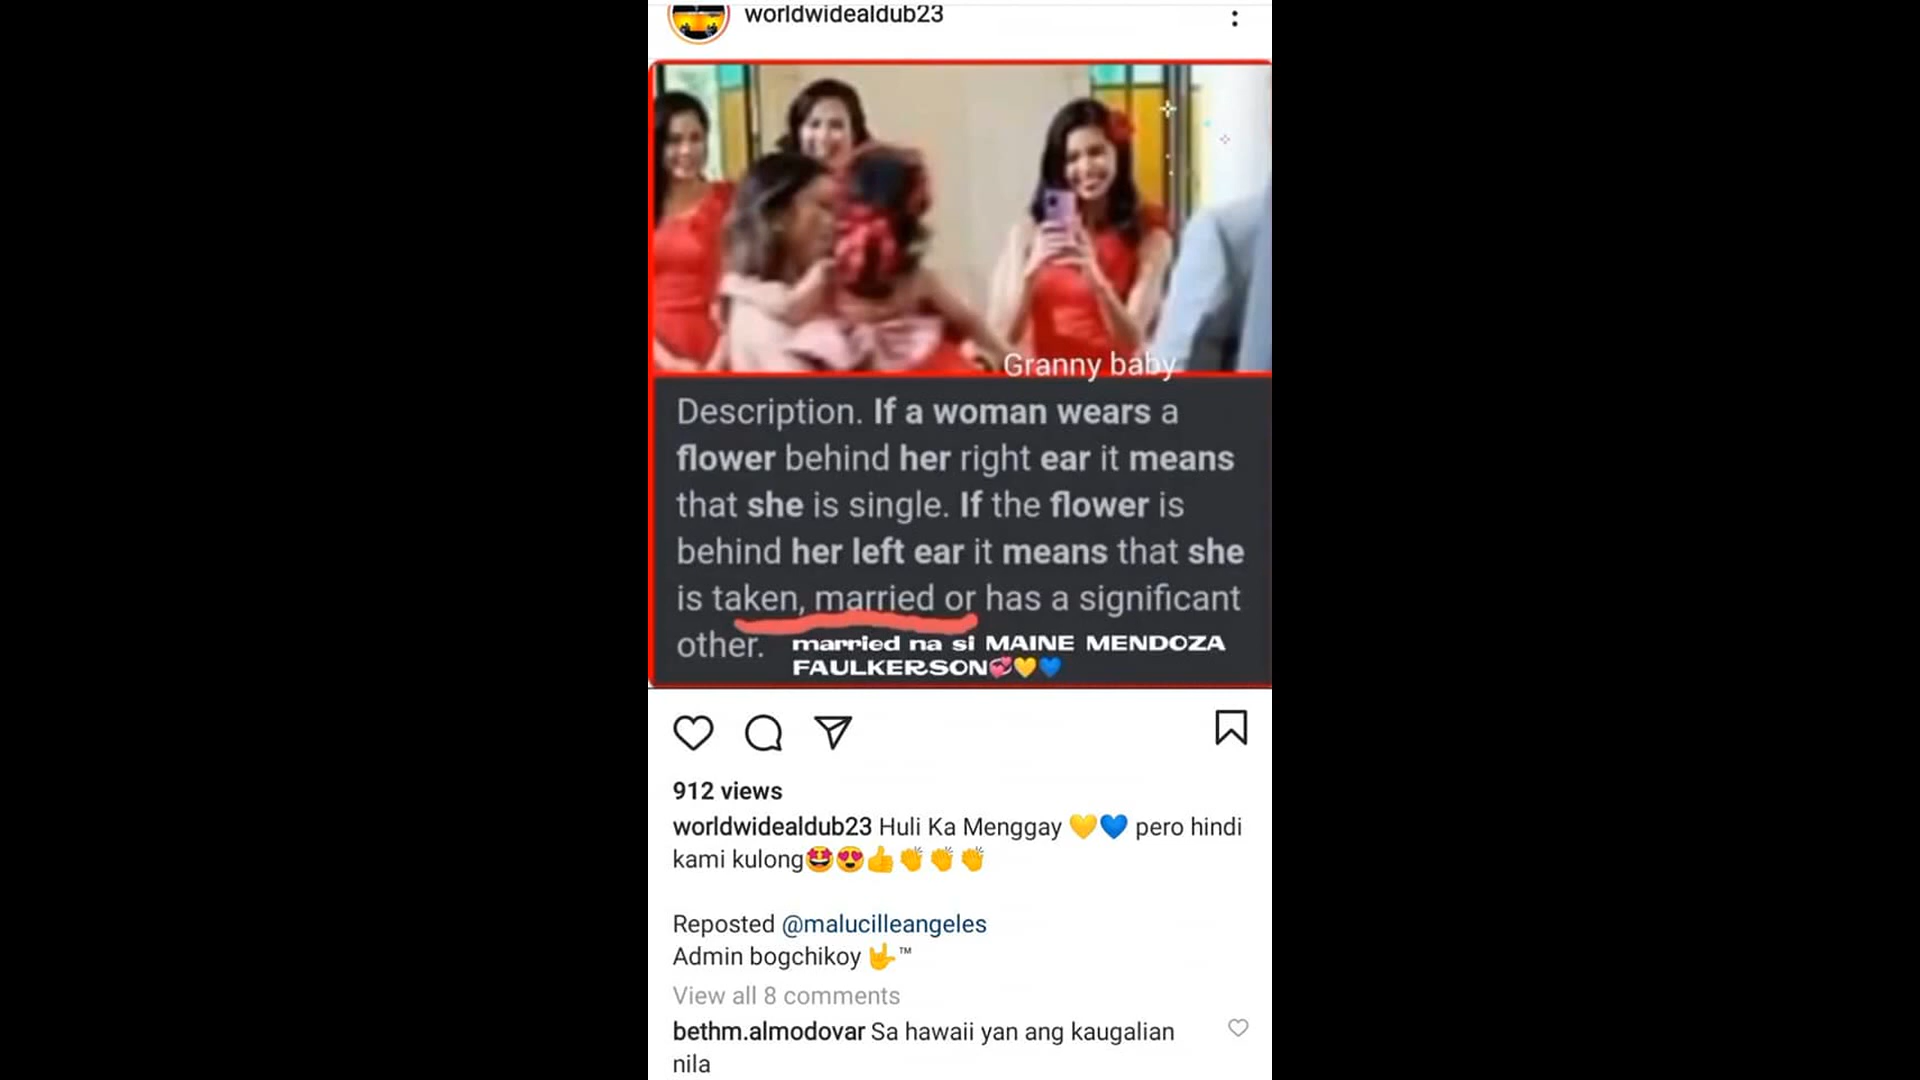 worldwidealdub23
Granny baby
Description. If a woman wears a
flower behind her right ear it means
that she is single. If the flower is
behind her left ear it means that she
is taken, married or has a significant
other.
married na si MAINE MENDOZA
FAULKERSON💞💛💙
912 views
worldwidealdub23 Huli Ka Menggay 💛💙 pero hindi
kami kulong🤩😍👍👏👏👏
Reposted @malucilleangeles
Admin bogchikoy 🤟™
View all 8 comments
bethm.almodovar Sa hawaii yan ang kaugalian
nila